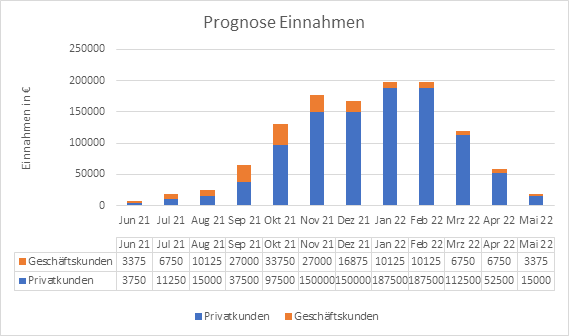 Prognose Einnahmen
Einnahmen in €
250000
200000
150000
100000
50000
0
Jun 21 Jul 21 Aug 21 Sep 21 Okt 21 Nov 21 Dez 21 Jan 22 Feb 22 Mrz 22 Apr 22 Mai 22
Jun 21 Jul 21 Aug 21 Sep 21 Okt 21 Nov 21 Dez 21 Jan 22 Feb 22 Mrz 22 Apr 22 Mai 22
Geschäftskunden 3375 6750 10125 27000 33750 27000 16875 10125 10125 6750 6750 3375
Privatkunden 3750 11250 15000 37500 97500 150000 150000 187500 187500 112500 52500 15000
Privatkunden Geschäftskunden